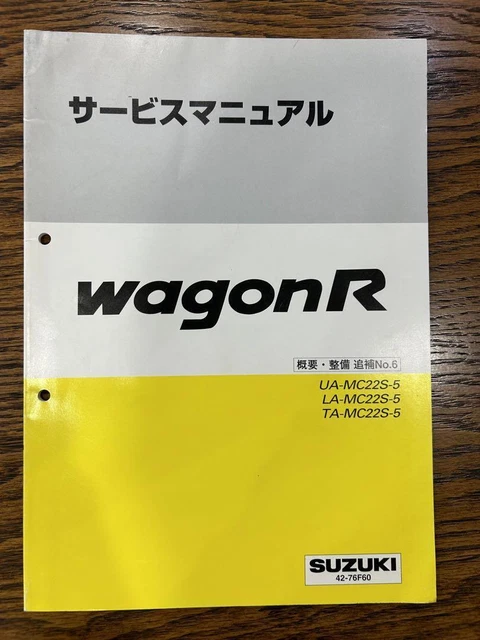 サービスマニュアル
wagonR
概要・整備 追補No.6
UA-MC22S-5
LA-MC22S-5
TA-MC22S-5
SUZUKI
42-76F60